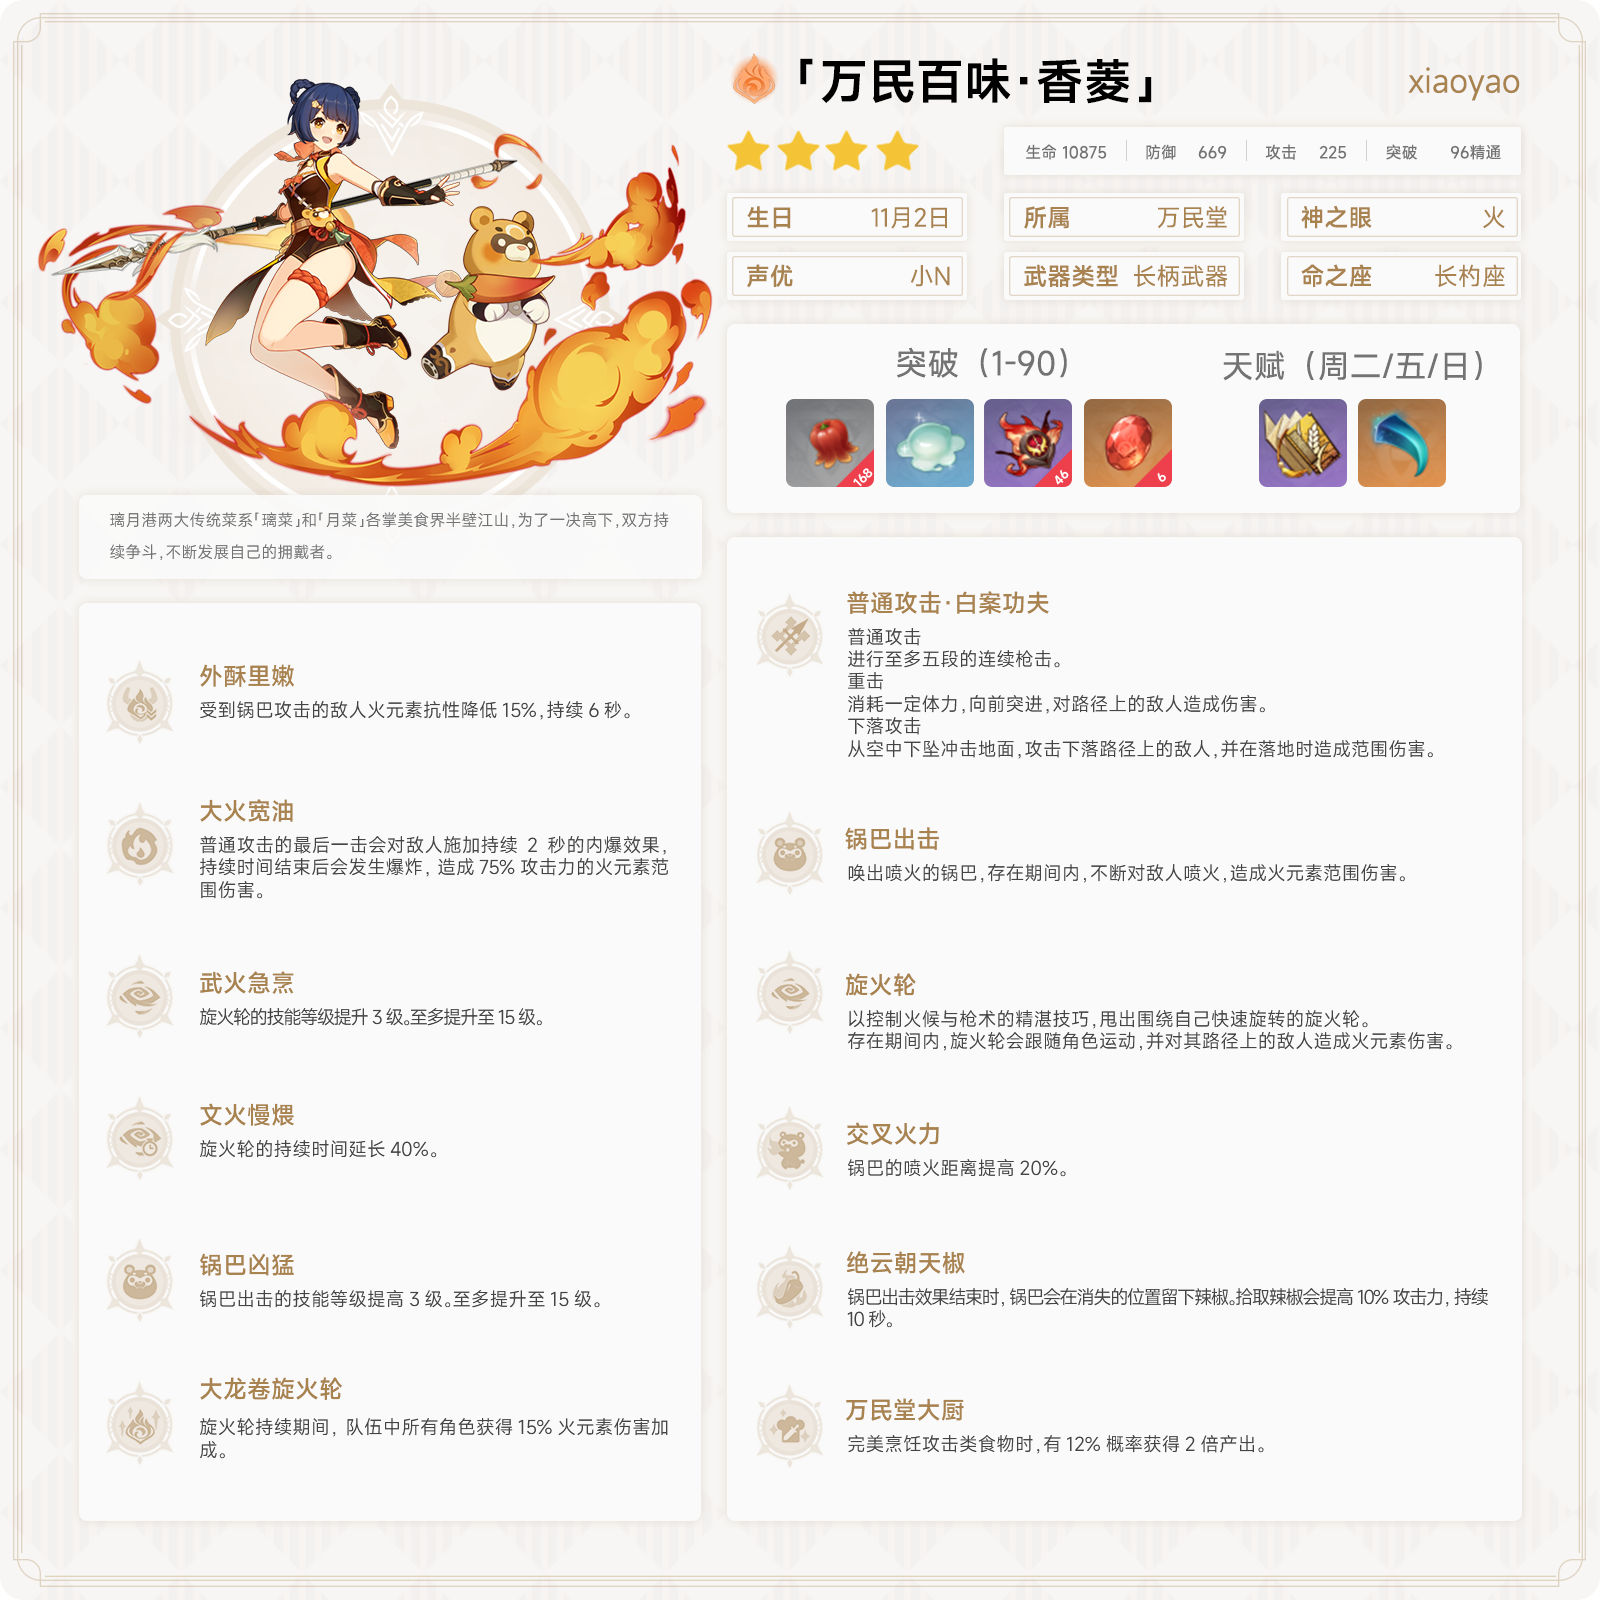 「万民百味·香菱」
xiaoyao
生命 10875 防御 669 攻击 225 突破 96精通
生日 11月2日 所属 万民堂 神之眼 火
声优 小N 武器类型 长柄武器 命之座 长杓座
突破（1-90） 天赋（周二/五/日）
168 46 6
璃月港两大传统菜系「璃菜」和「月菜」各掌美食界半壁江山,为了一决高下,双方持
续争斗,不断发展自己的拥戴者。
外酥里嫩
受到锅巴攻击的敌人火元素抗性降低 15%,持续 6 秒。
大火宽油
普通攻击的最后一击会对敌人施加持续 2 秒的内爆效果,
持续时间结束后会发生爆炸, 造成 75% 攻击力的火元素范
围伤害。
武火急烹
旋火轮的技能等级提升 3 级。至多提升至 15 级。
文火慢煨
旋火轮的持续时间延长 40%。
锅巴凶猛
锅巴出击的技能等级提高 3 级。至多提升至 15 级。
大龙卷旋火轮
旋火轮持续期间, 队伍中所有角色获得 15% 火元素伤害加
成。
普通攻击·白案功夫
普通攻击
进行至多五段的连续枪击。
重击
消耗一定体力,向前突进,对路径上的敌人造成伤害。
下落攻击
从空中下坠冲击地面,攻击下落路径上的敌人,并在落地时造成范围伤害。
锅巴出击
唤出喷火的锅巴,存在期间内,不断对敌人喷火,造成火元素范围伤害。
旋火轮
以控制火候与枪术的精湛技巧,甩出围绕自己快速旋转的旋火轮。
存在期间内,旋火轮会跟随角色运动,并对其路径上的敌人造成火元素伤害。
交叉火力
锅巴的喷火距离提高 20%。
绝云朝天椒
锅巴出击效果结束时, 锅巴会在消失的位置留下辣椒。拾取辣椒会提高 10% 攻击力, 持续
10 秒。
万民堂大厨
完美烹饪攻击类食物时,有 12% 概率获得 2 倍产出。